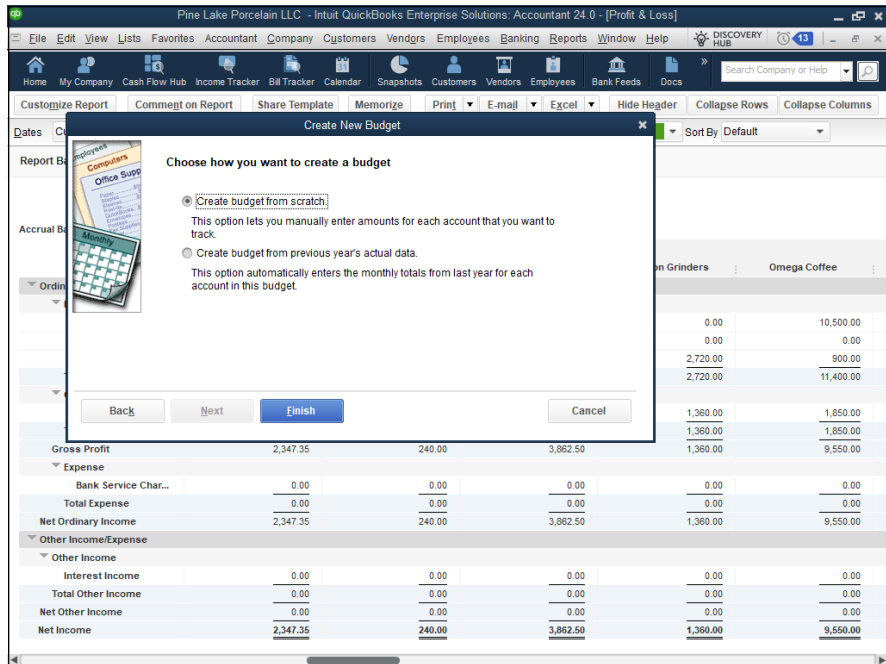 qb Pine Lake Porcelain LLC - Intuit QuickBooks Enterprise Solutions: Accountant 24.0 - [Profit & Loss]
File Edit View Lists Favorites Accountant Company Customers Vendors Employees Banking Reports Window Help DISCOVERY HUB 13
Home My Company Cash Flow Hub Income Tracker Bill Tracker Calendar Snapshots Customers Vendors Employees Bank Feeds Docs » Search Company or Help
Customize Report Comment on Report Share Template Memorize Print E-mail Excel Hide Header Collapse Rows Collapse Columns
Dates Cu Sort By Default
Create New Budget
Report Ba
Accrual Ba
Employees
Computers
Office Supp
Monthly
Choose how you want to create a budget
Create budget from scratch.
This option lets you manually enter amounts for each account that you want to
track.
Create budget from previous year's actual data.
This option automatically enters the monthly totals from last year for each
account in this budget.
Back Next Finish Cancel
on Grinders Omega Coffee
Ordin
0.00 10,500.00
0.00 0.00
2,720.00 900.00
2,720.00 11,400.00
1,360.00 1,850.00
1,360.00 1,850.00
Gross Profit 2,347.35 240.00 3,862.50 1,360.00 9,550.00
Expense
Bank Service Char... 0.00 0.00 0.00 0.00 0.00
Total Expense 0.00 0.00 0.00 0.00 0.00
Net Ordinary Income 2,347.35 240.00 3,862.50 1,360.00 9,550.00
Other Income/Expense
Other Income
Interest Income 0.00 0.00 0.00 0.00 0.00
Total Other Income 0.00 0.00 0.00 0.00 0.00
Net Other Income 0.00 0.00 0.00 0.00 0.00
Net Income 2,347.35 240.00 3,862.50 1,360.00 9,550.00